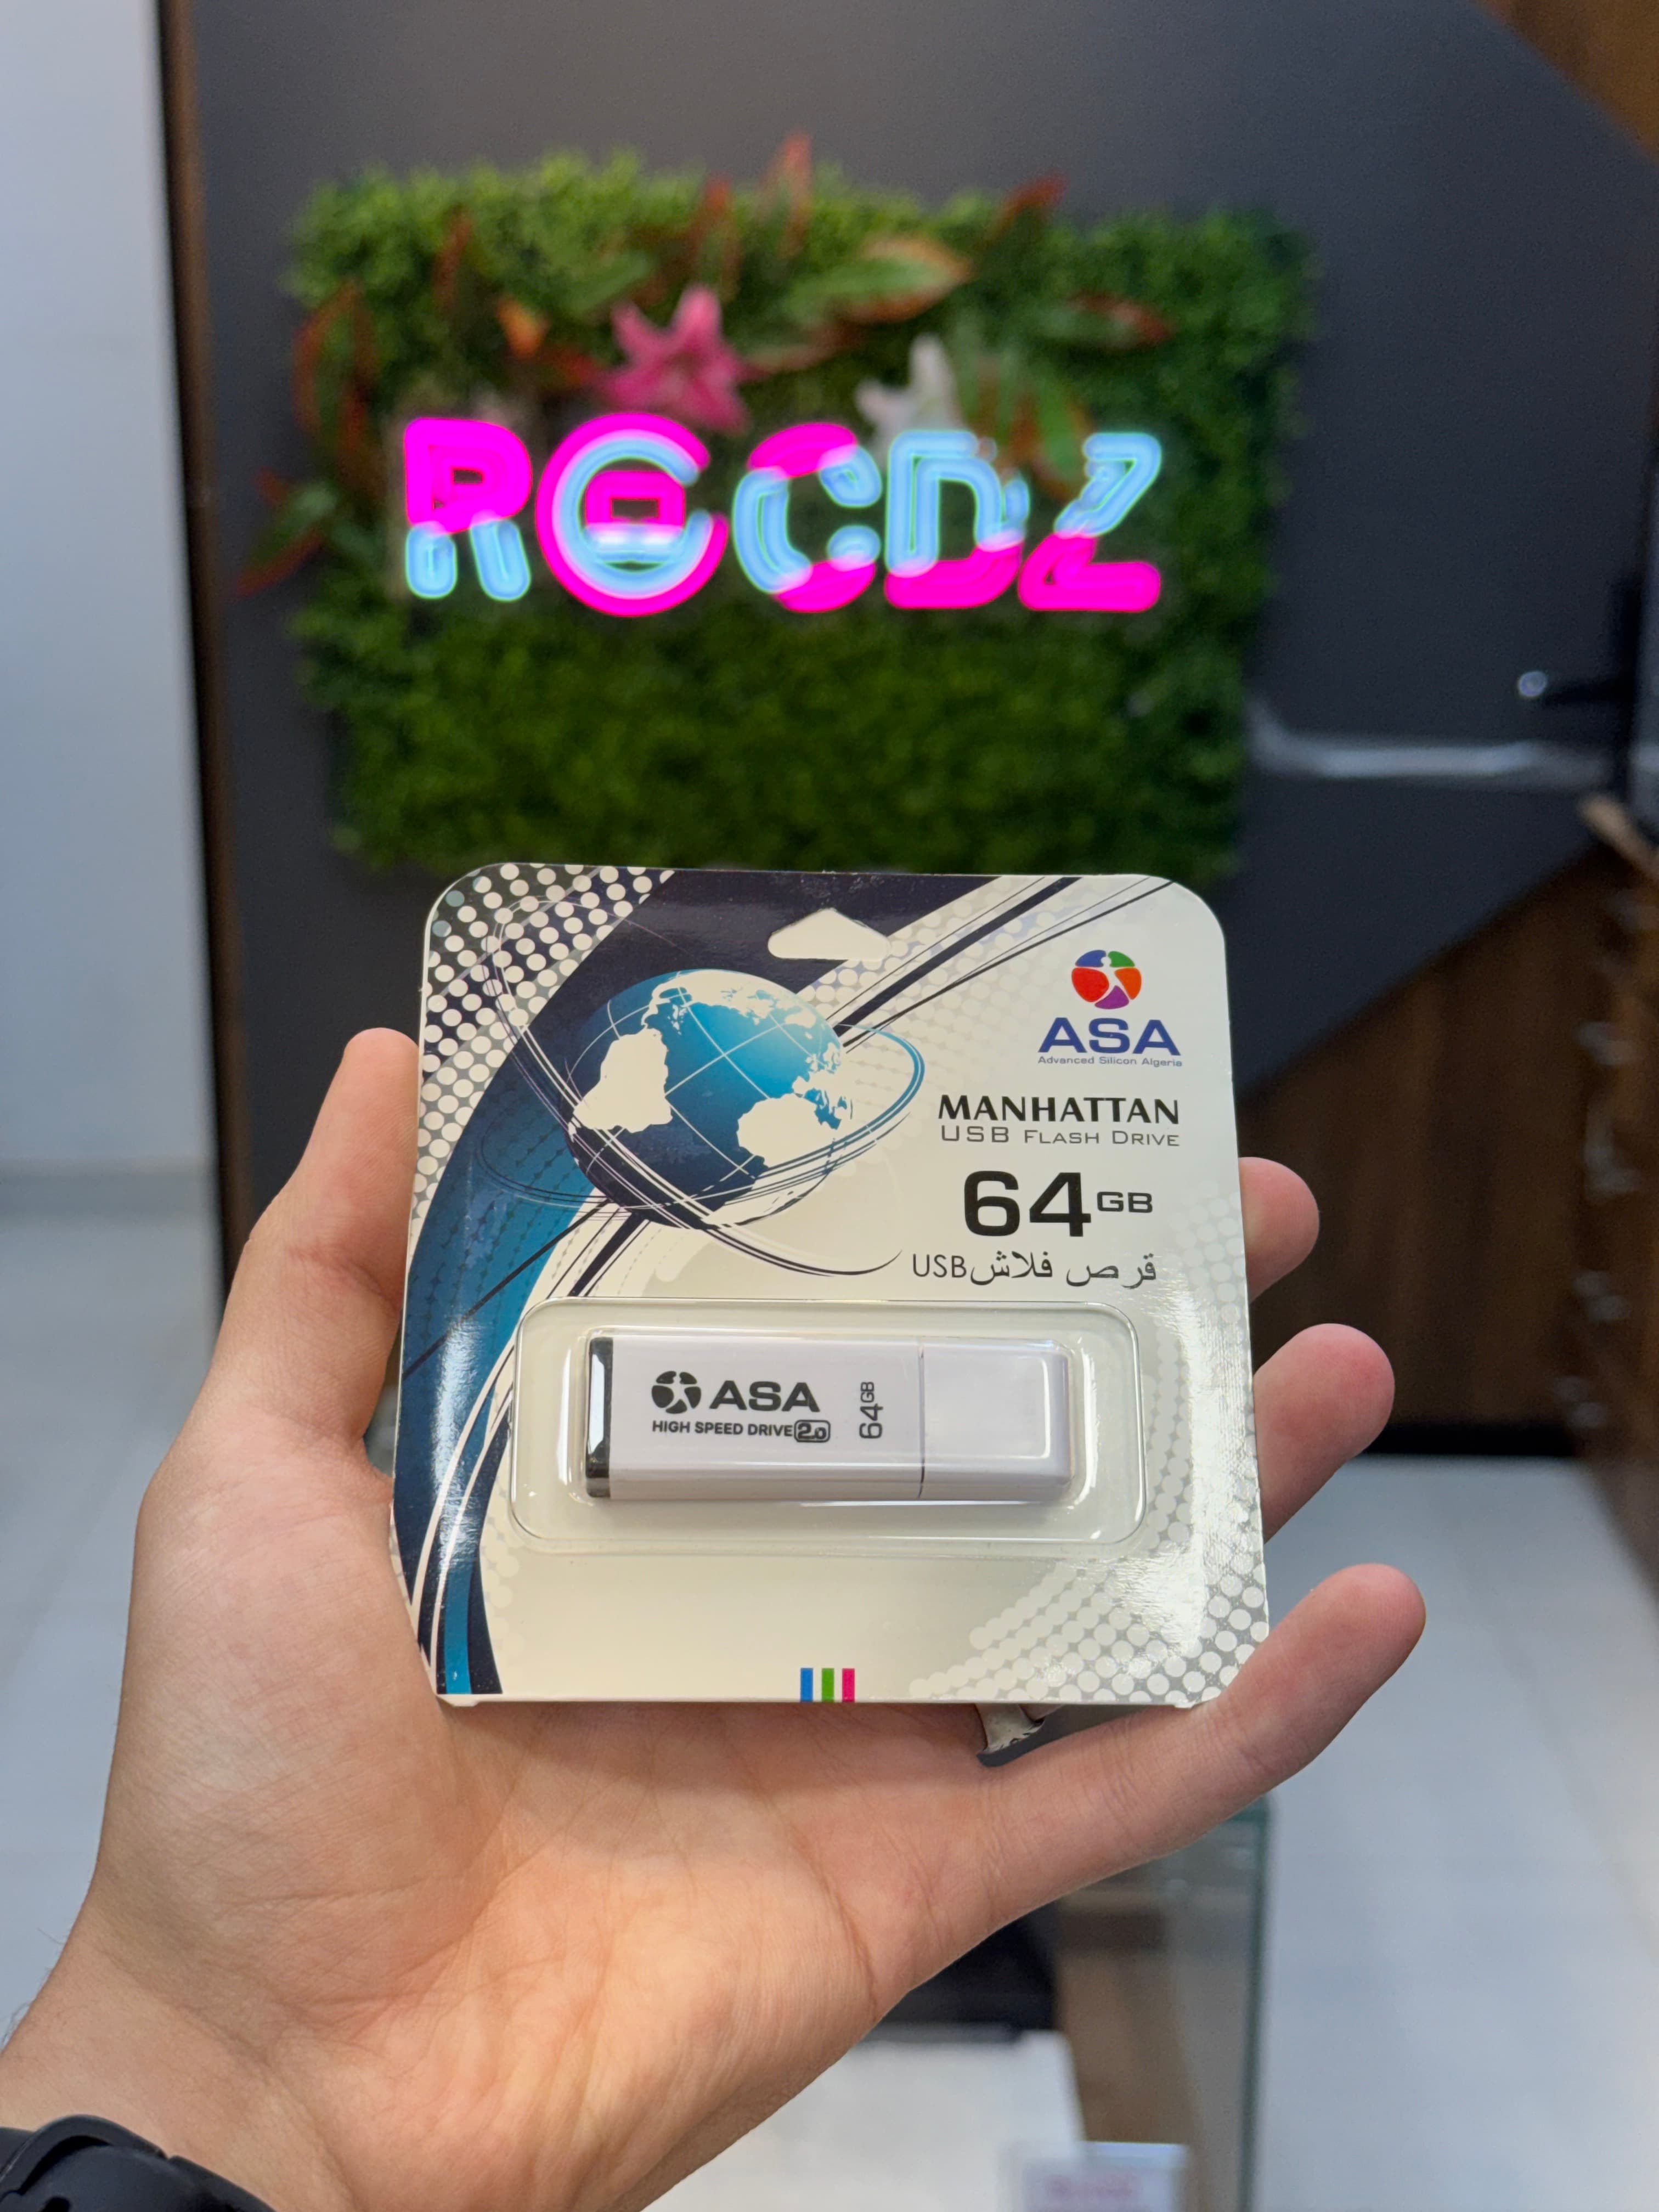 ROCDZ
ASA
Advanced Silicon Algeria
MANHATTAN
USB FLASH DRIVE
64GB
قرص فلاش USB
ASA
HIGH SPEED DRIVE 2.0
64GB